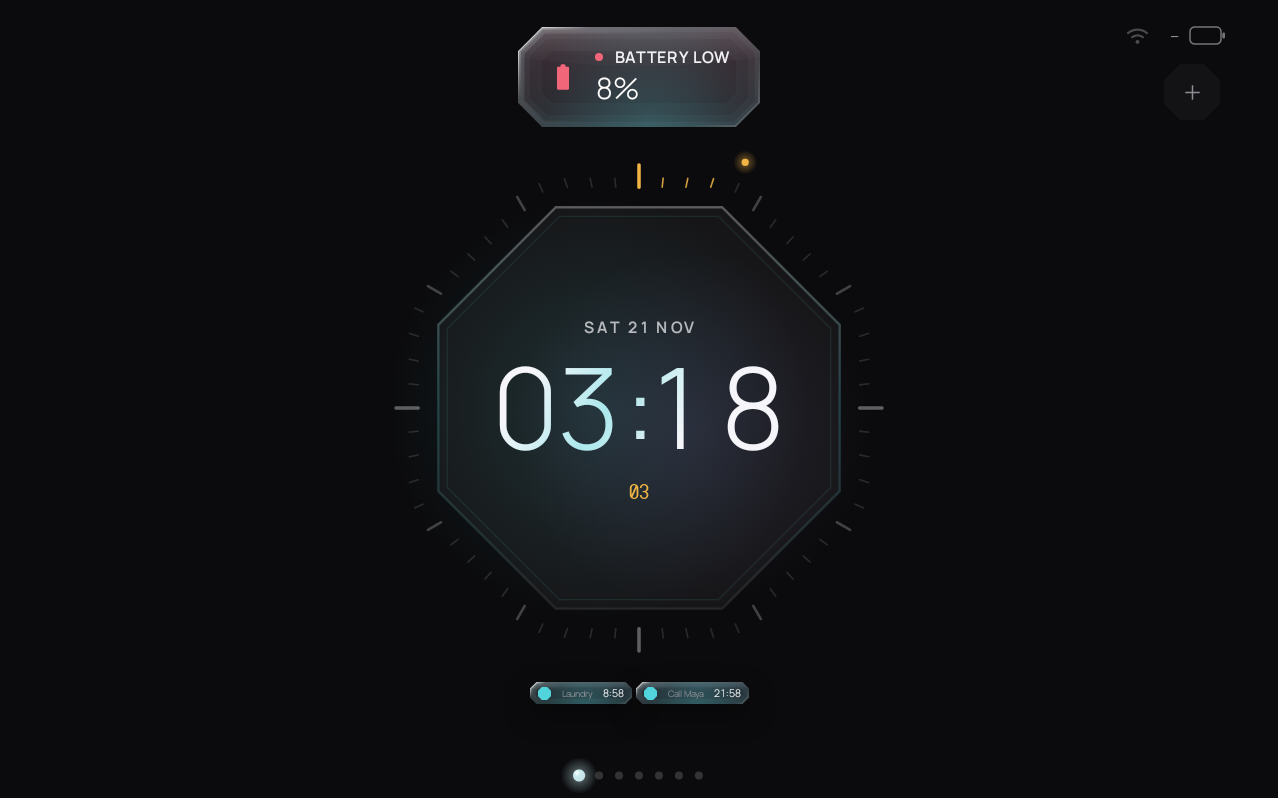 BATTERY LOW
8%
–
+
SAT 21 NOV
03:18
03
Laundry 8:58
Call Maya 21:58